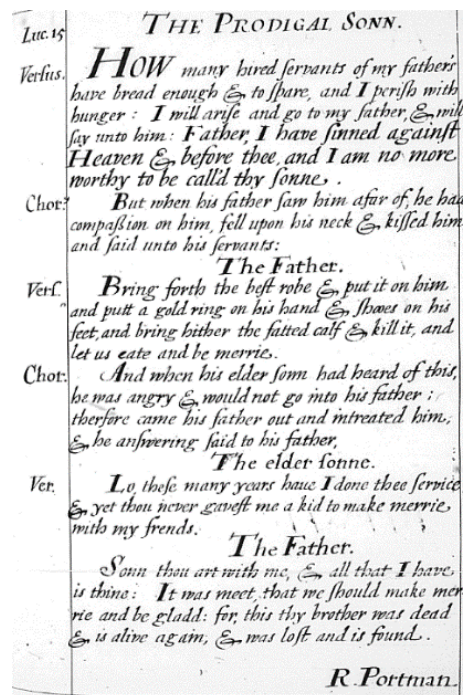 THE PRODIGAL SONN.
Luc. 15
Versus. HOW many hired servants of my father's
have bread enough & to spare, and I perish with
hunger: I will arise and go to my father, & will
say unto him: Father, I have sinned against
Heaven & before thee, and I am no more
worthy to be call'd thy sonne.
Chor: But when his father saw him afar of, he had
compassion on him, fell upon his neck & kissed him
and said unto his servants:
The Father.
Vers. Bring forth the best robe & put it on him
and putt a gold ring on his hand & shooes on his
feet, and bring hither the fatted calf & kill it, and
let us eate and be merrie.
Chor: And when his elder sonn had heard of this,
he was angry & would not go into his father:
therfore came his father out and intreated him,
& he answering said to his father,
The elder sonne.
Ver. Lo, these many years haue I done thee service
& yet thou never gavest me a kid to make merrie
with my frends.
The Father.
Sonn thou art with me, & all that I have
is thine: It was meet, that we should make mer
rie and be gladd: for, this thy brother was dead
& is alive again, & was lost and is found.
R. Portman.